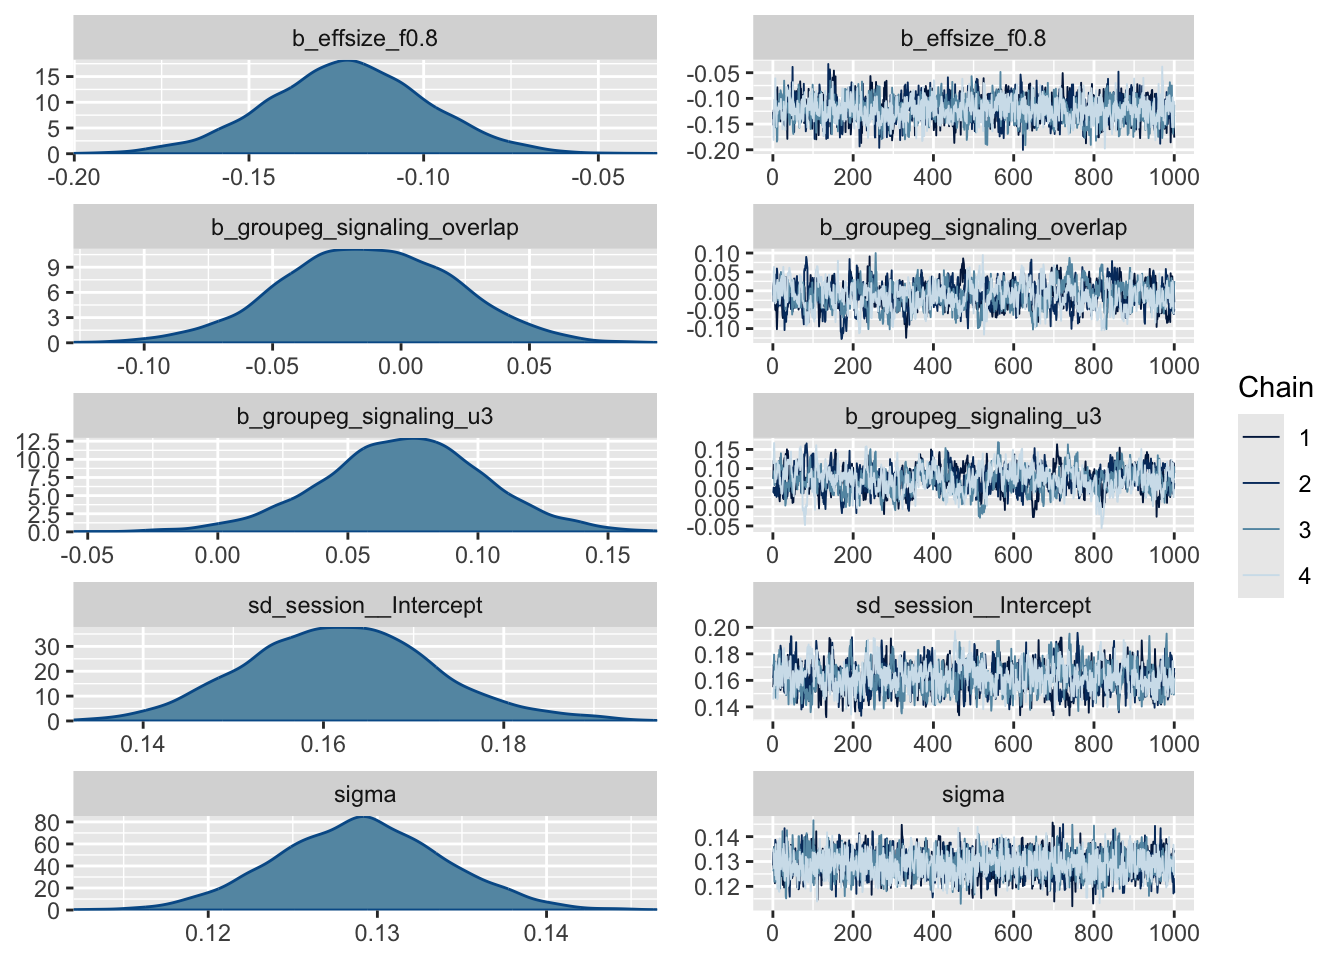 b_effsize_f0.8
15
10
5
0
-0.20 -0.15 -0.10 -0.05
b_effsize_f0.8
-0.05
-0.10
-0.15
-0.20
0 200 400 600 800 1000
b_groupeg_signaling_overlap
9
6
3
0
-0.10 -0.05 0.00 0.05
b_groupeg_signaling_overlap
0.10
0.05
0.00
-0.05
-0.10
0 200 400 600 800 1000
b_groupeg_signaling_u3
12.5
10.0
7.5
5.0
2.5
0.0
-0.05 0.00 0.05 0.10 0.15
b_groupeg_signaling_u3
0.15
0.10
0.05
0.00
-0.05
0 200 400 600 800 1000
sd_session__Intercept
30
20
10
0
0.14 0.16 0.18
sd_session__Intercept
0.20
0.18
0.16
0.14
0 200 400 600 800 1000
sigma
80
60
40
20
0
0.12 0.13 0.14
sigma
0.14
0.13
0.12
0 200 400 600 800 1000
Chain
1
2
3
4